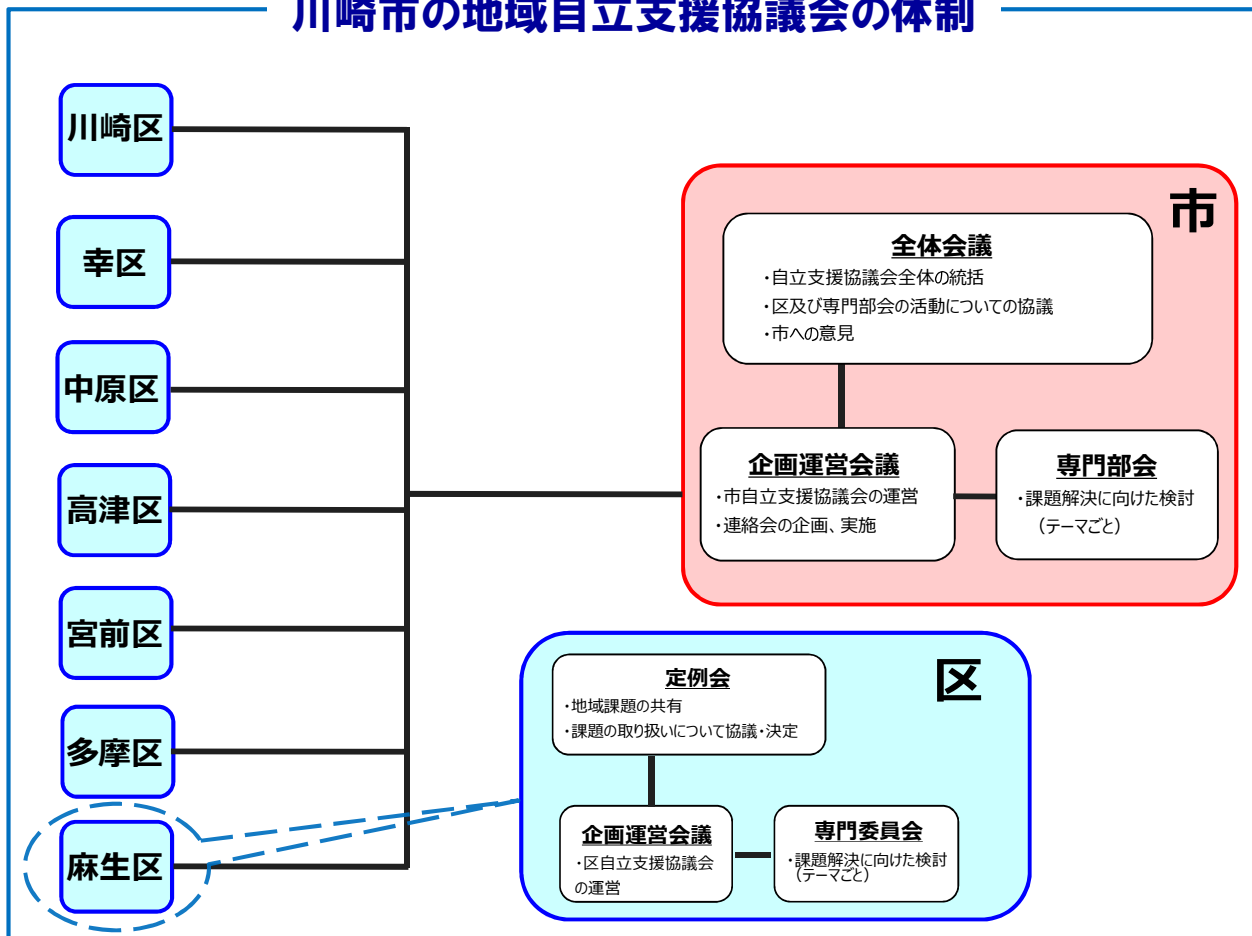 川崎市の地域自立支援協議会の体制
川崎区
幸区
中原区
高津区
宮前区
多摩区
麻生区
市
全体会議
・自立支援協議会全体の統括
・区及び専門部会の活動についての協議
・市への意見
企画運営会議
・市自立支援協議会の運営
・連絡会の企画、実施
専門部会
・課題解決に向けた検討
（テーマごと）
区
定例会
・地域課題の共有
・課題の取り扱いについて協議・決定
企画運営会議
・区自立支援協議会
の運営
専門委員会
・課題解決に向けた検討
（テーマごと）